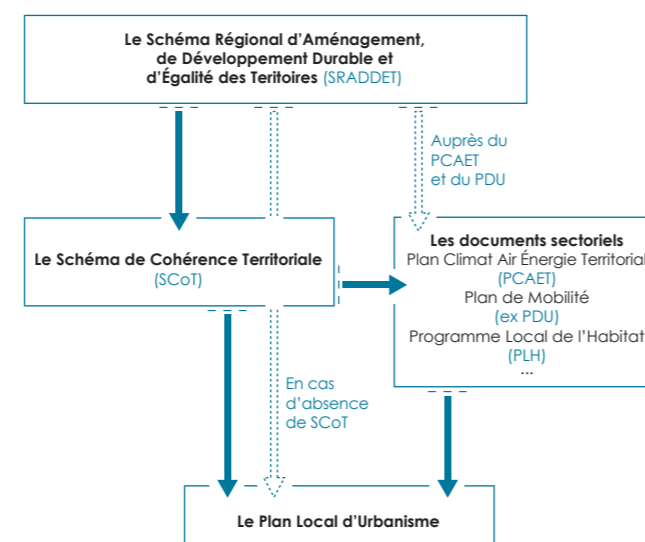 Le Schéma Régional d’Aménagement,
de Développement Durable et
d’Égalité des Teritoires (SRADDET)
Auprès du
PCAET
et du PDU
Le Schéma de Cohérence Territoriale
(SCoT)
Les documents sectoriels
Plan Climat Air Énergie Territorial
(PCAET)
Plan de Mobilité
(ex PDU)
Programme Local de l’Habitat
(PLH)
...
En cas
d’absence
de SCoT
Le Plan Local d’Urbanisme